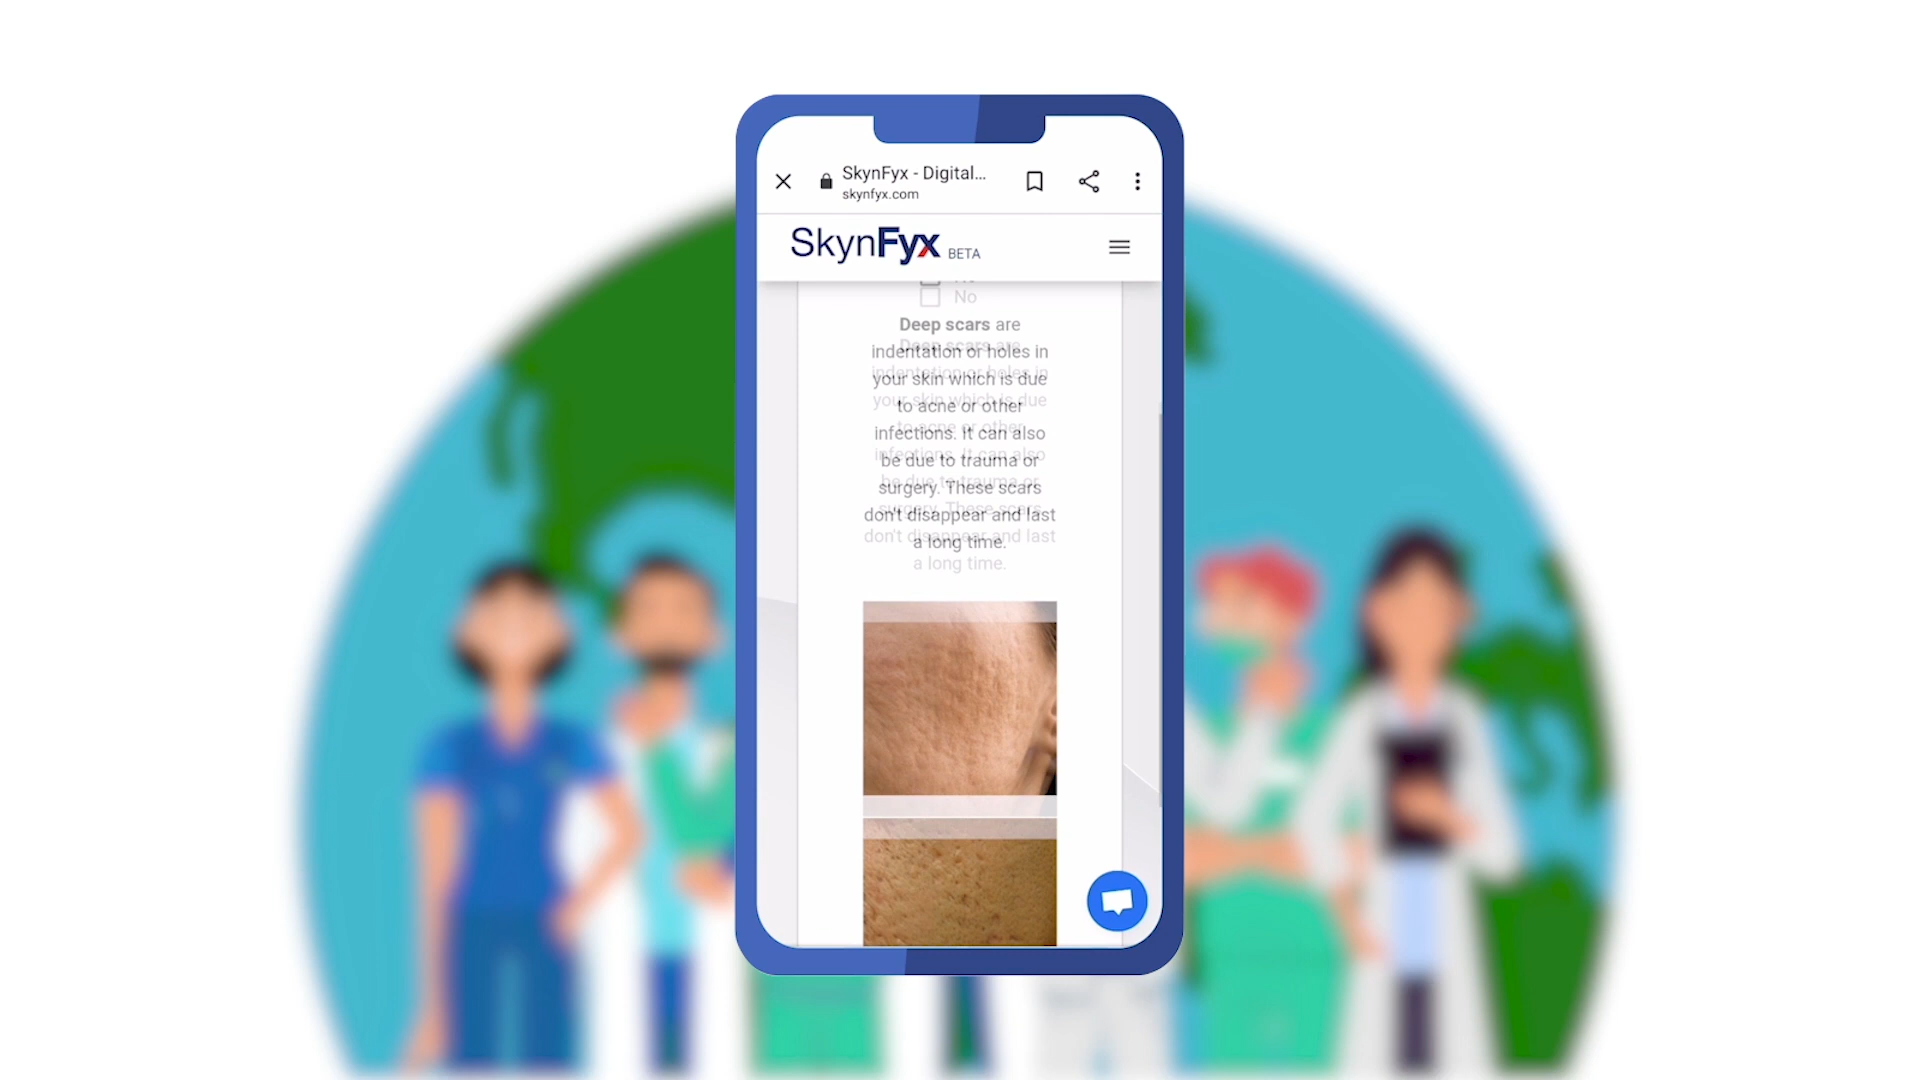 SkynFyx - Digital...
skynfyx.com
SkynFyx BETA
No
Deep scars are
indentation or holes in
your skin which is due
to acne or other
infections. It can also
be due to trauma or
surgery. These scars
don't disappear and last
a long time.